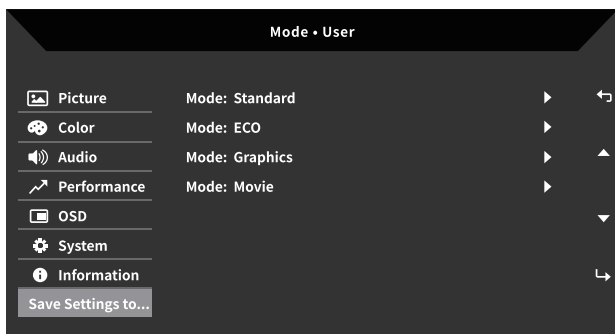 Mode • User
Picture
Mode: Standard
Color
Mode: ECO
Audio
Mode: Graphics
Performance
Mode: Movie
OSD
System
Information
Save Settings to...